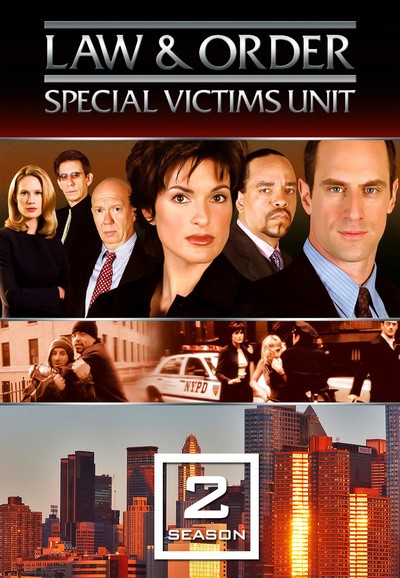 LAW & ORDER
SPECIAL VICTIMS UNIT
NYPD
2
SEASON